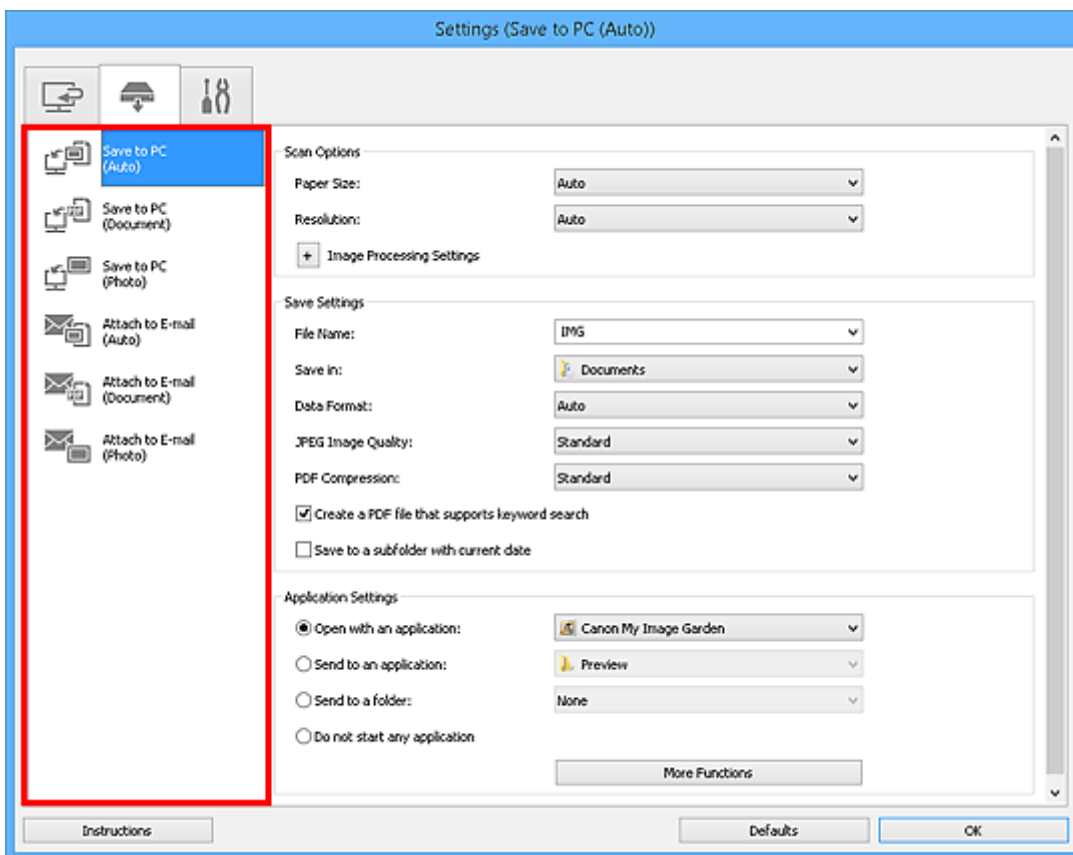 Settings (Save to PC (Auto))
Save to PC
(Auto)
Save to PC
(Document)
Save to PC
(Photo)
Attach to E-mail
(Auto)
Attach to E-mail
(Document)
Attach to E-mail
(Photo)
Scan Options
Paper Size: Auto
Resolution: Auto
+ Image Processing Settings
Save Settings
File Name: IMG
Save in: Documents
Data Format: Auto
JPEG Image Quality: Standard
PDF Compression: Standard
Create a PDF file that supports keyword search
Save to a subfolder with current date
Application Settings
Open with an application: Canon My Image Garden
Send to an application: Preview
Send to a folder: None
Do not start any application
More Functions
Instructions Defaults OK